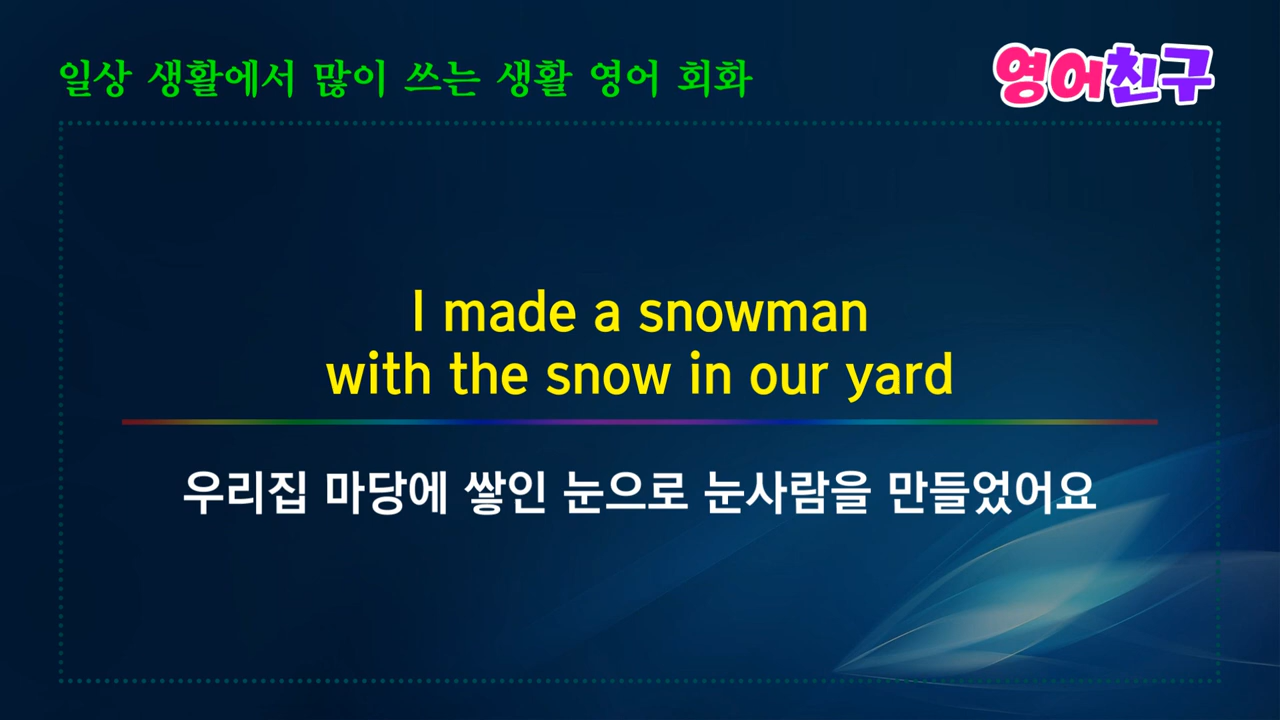 일상 생활에서 많이 쓰는 생활 영어 회화
영어친구
I made a snowman
with the snow in our yard
우리집 마당에 쌓인 눈으로 눈사람을 만들었어요